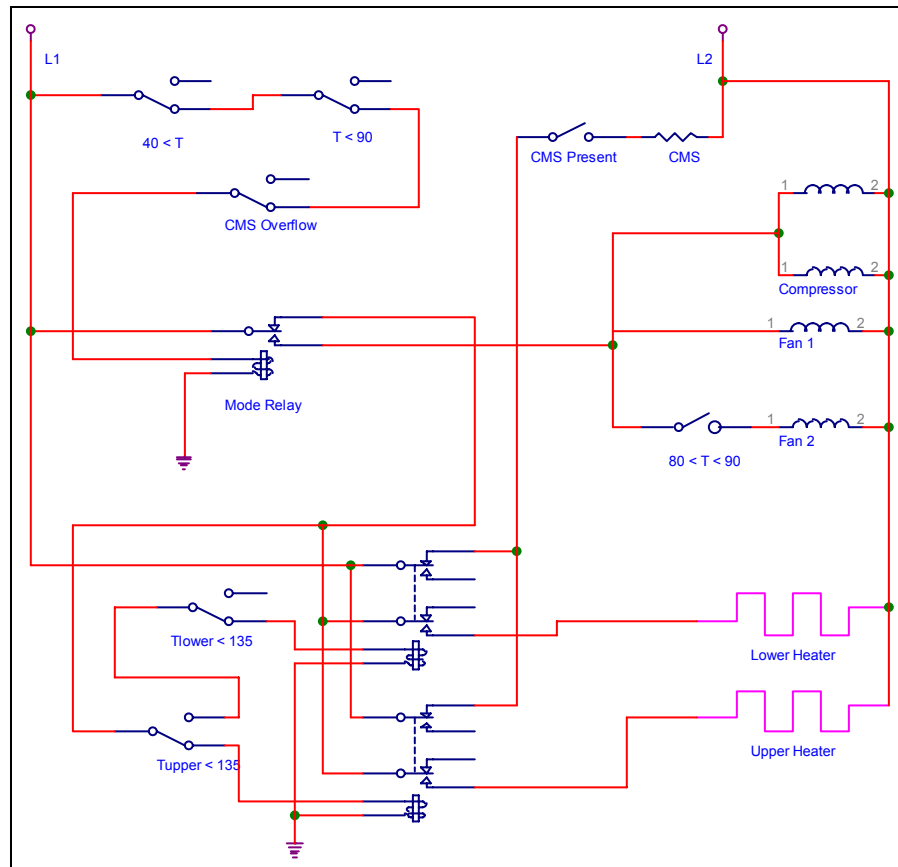 L1
L2
40 < T
T < 90
CMS Present
CMS
CMS Overflow
1
2
1
2
Compressor
1
2
Fan 1
Mode Relay
1
2
Fan 2
80 < T < 90
Tlower < 135
Lower Heater
Tupper < 135
Upper Heater